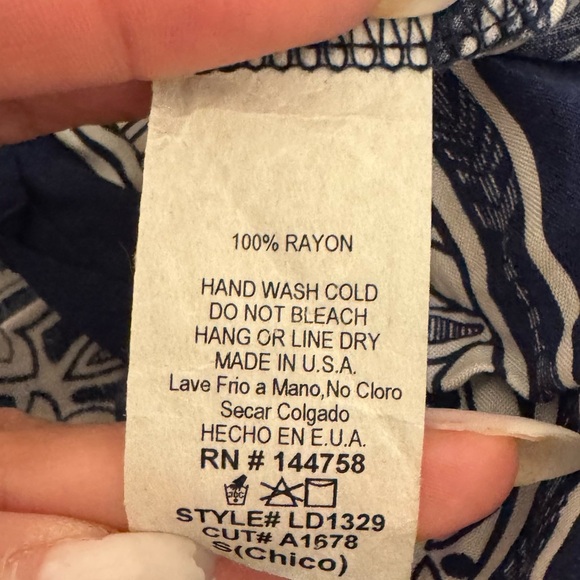 100% RAYON
HAND WASH COLD
DO NOT BLEACH
HANG OR LINE DRY
MADE IN U.S.A.
Lave Frio a Mano,No Cloro
Secar Colgado
HECHO EN E.U.A.
RN # 144758
30C
STYLE# LD1329
CUT# A1678
S(Chico)